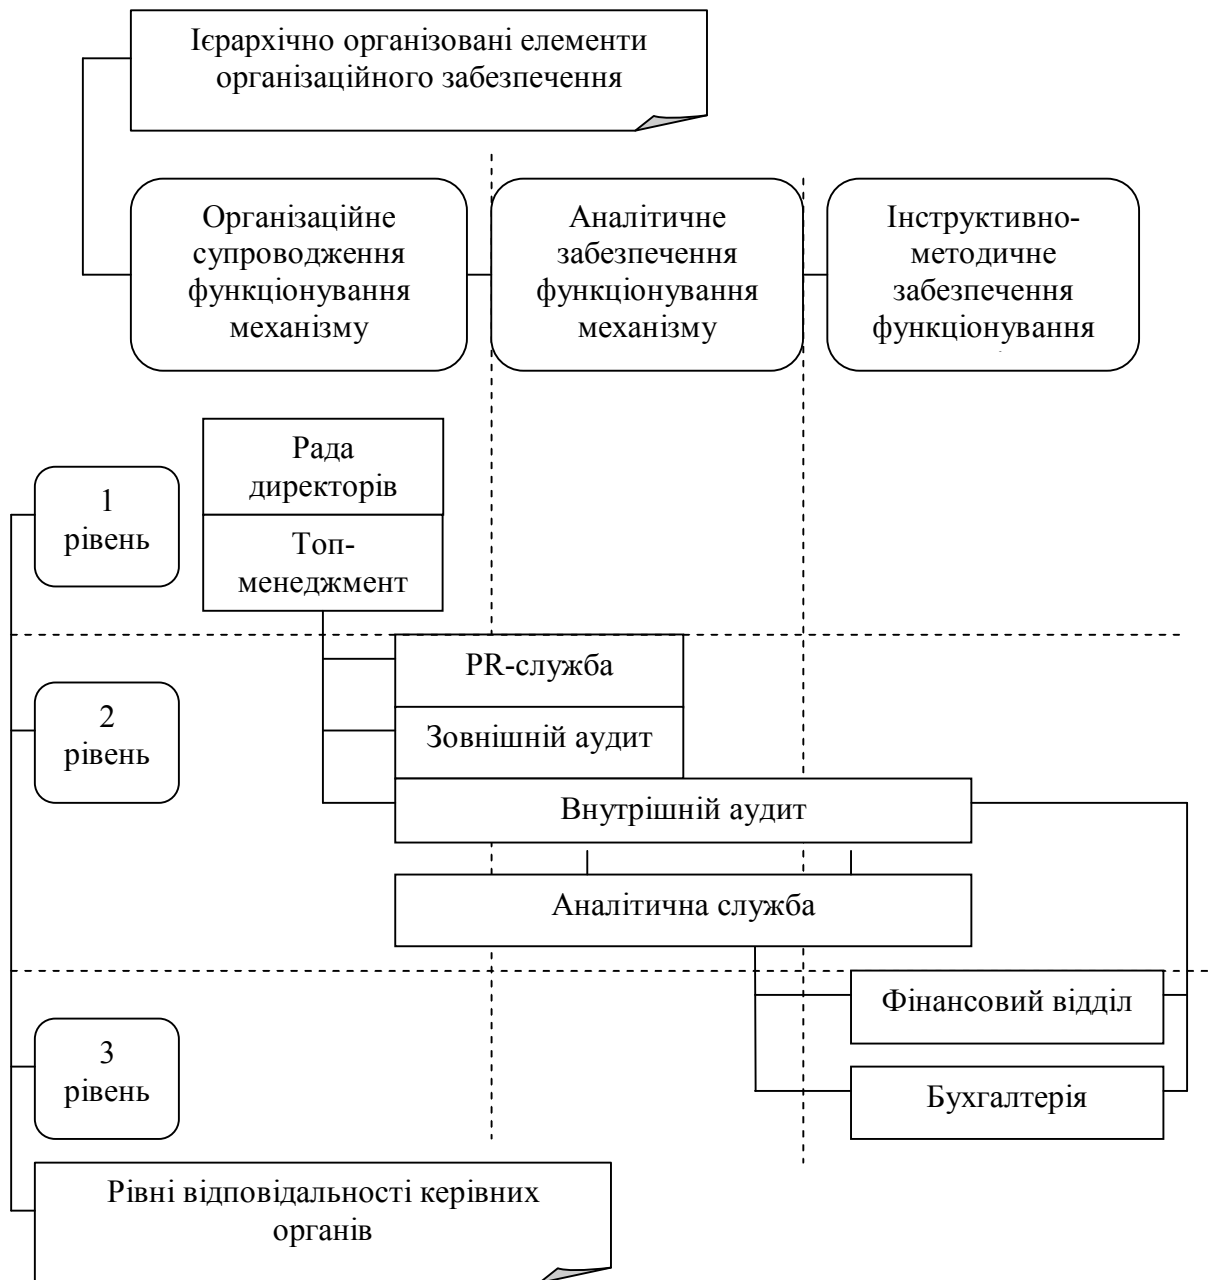 Ієрархічно організовані елементи
організаційного забезпечення
Організаційне
супроводження
функціонування
механізму
Аналітичне
забезпечення
функціонування
механізму
Інструктивно-
методичне
забезпечення
функціонування
Рада
директорів
1
рівень
Топ-
менеджмент
PR-служба
2
рівень
Зовнішній аудит
Внутрішній аудит
Аналітична служба
Фінансовий відділ
3
рівень
Бухгалтерія
Рівні відповідальності керівних
органів